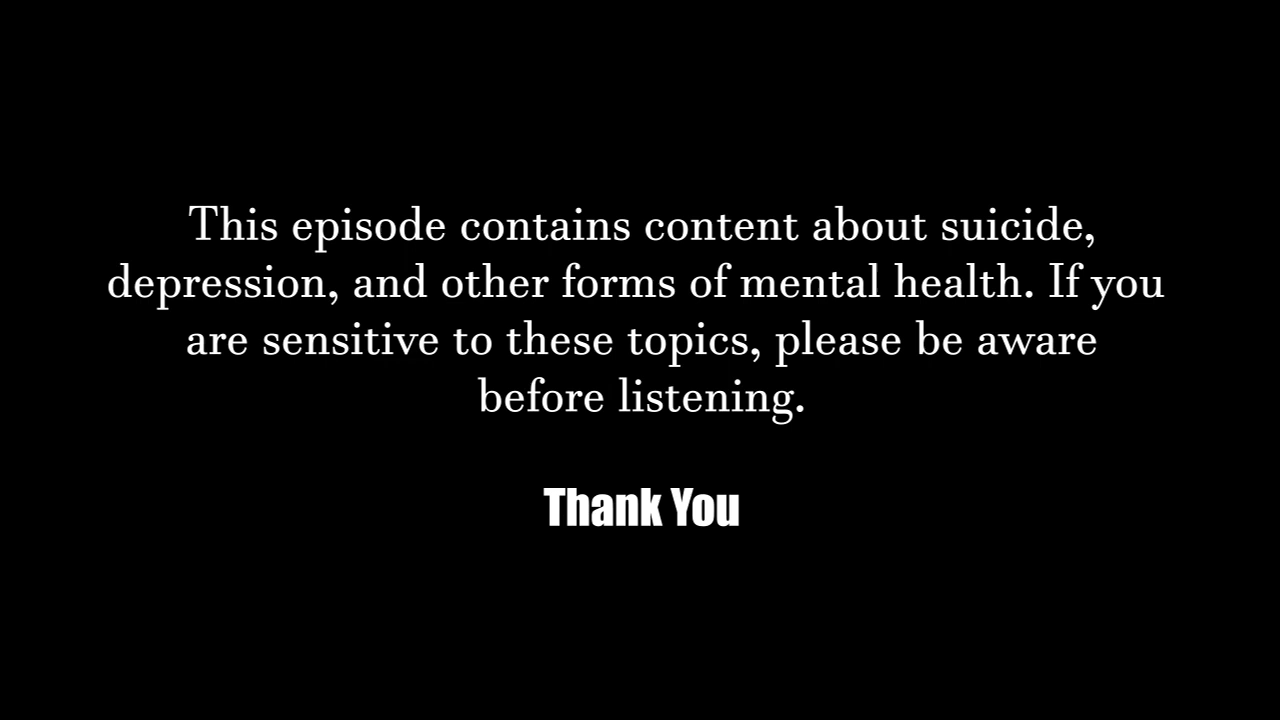 This episode contains content about suicide,
depression, and other forms of mental health. If you
are sensitive to these topics, please be aware
before listening.
Thank You